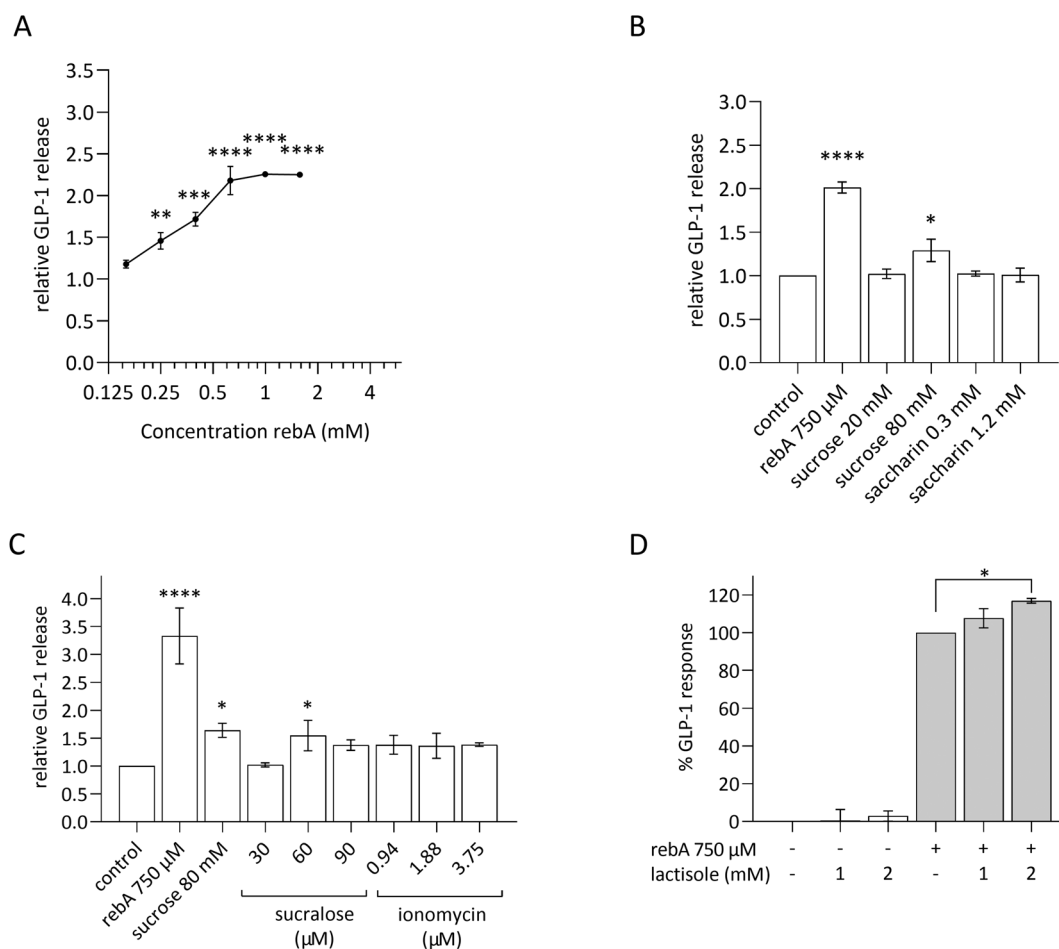 A
relative GLP-1 release
3.5
3.0
2.5
2.0
1.5
1.0
0.5
0.0
**
***
****
****
****
0.125 0.25 0.5 1 2 4
Concentration rebA (mM)
B
relative GLP-1 release
3.0
2.5
2.0
1.5
1.0
0.5
0.0
****
*
control
rebA 750 µM
sucrose 20 mM
sucrose 80 mM
saccharin 0.3 mM
saccharin 1.2 mM
C
relative GLP-1 release
4.0
3.5
3.0
2.5
2.0
1.5
1.0
0.5
0.0
****
*
*
control
rebA 750 µM
sucrose 80 mM
30
60
90
0.94
1.88
3.75
sucralose
(µM)
ionomycin
(µM)
D
% GLP-1 response
120
100
80
60
40
20
0
*
rebA 750 µM - - - + + +
lactisole (mM) - 1 2 - 1 2